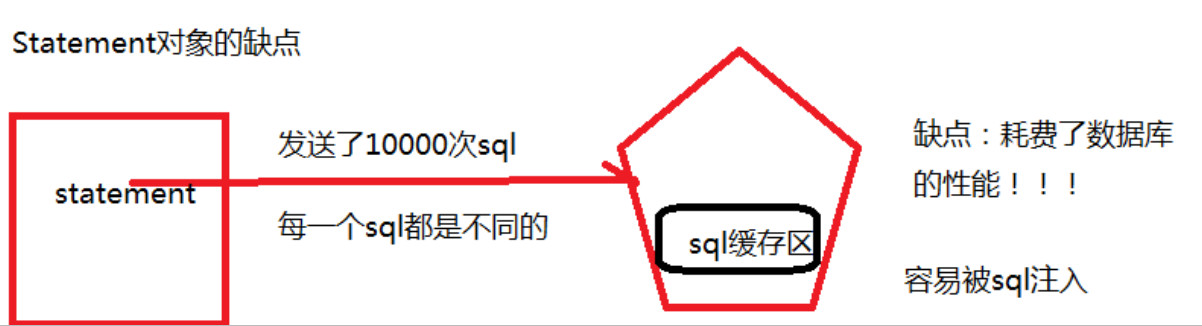 Statement对象的缺点
发送了10000次sql
statement
每一个sql都是不同的
sql缓存区
缺点：耗费了数据库
的性能！！！
容易被sql注入